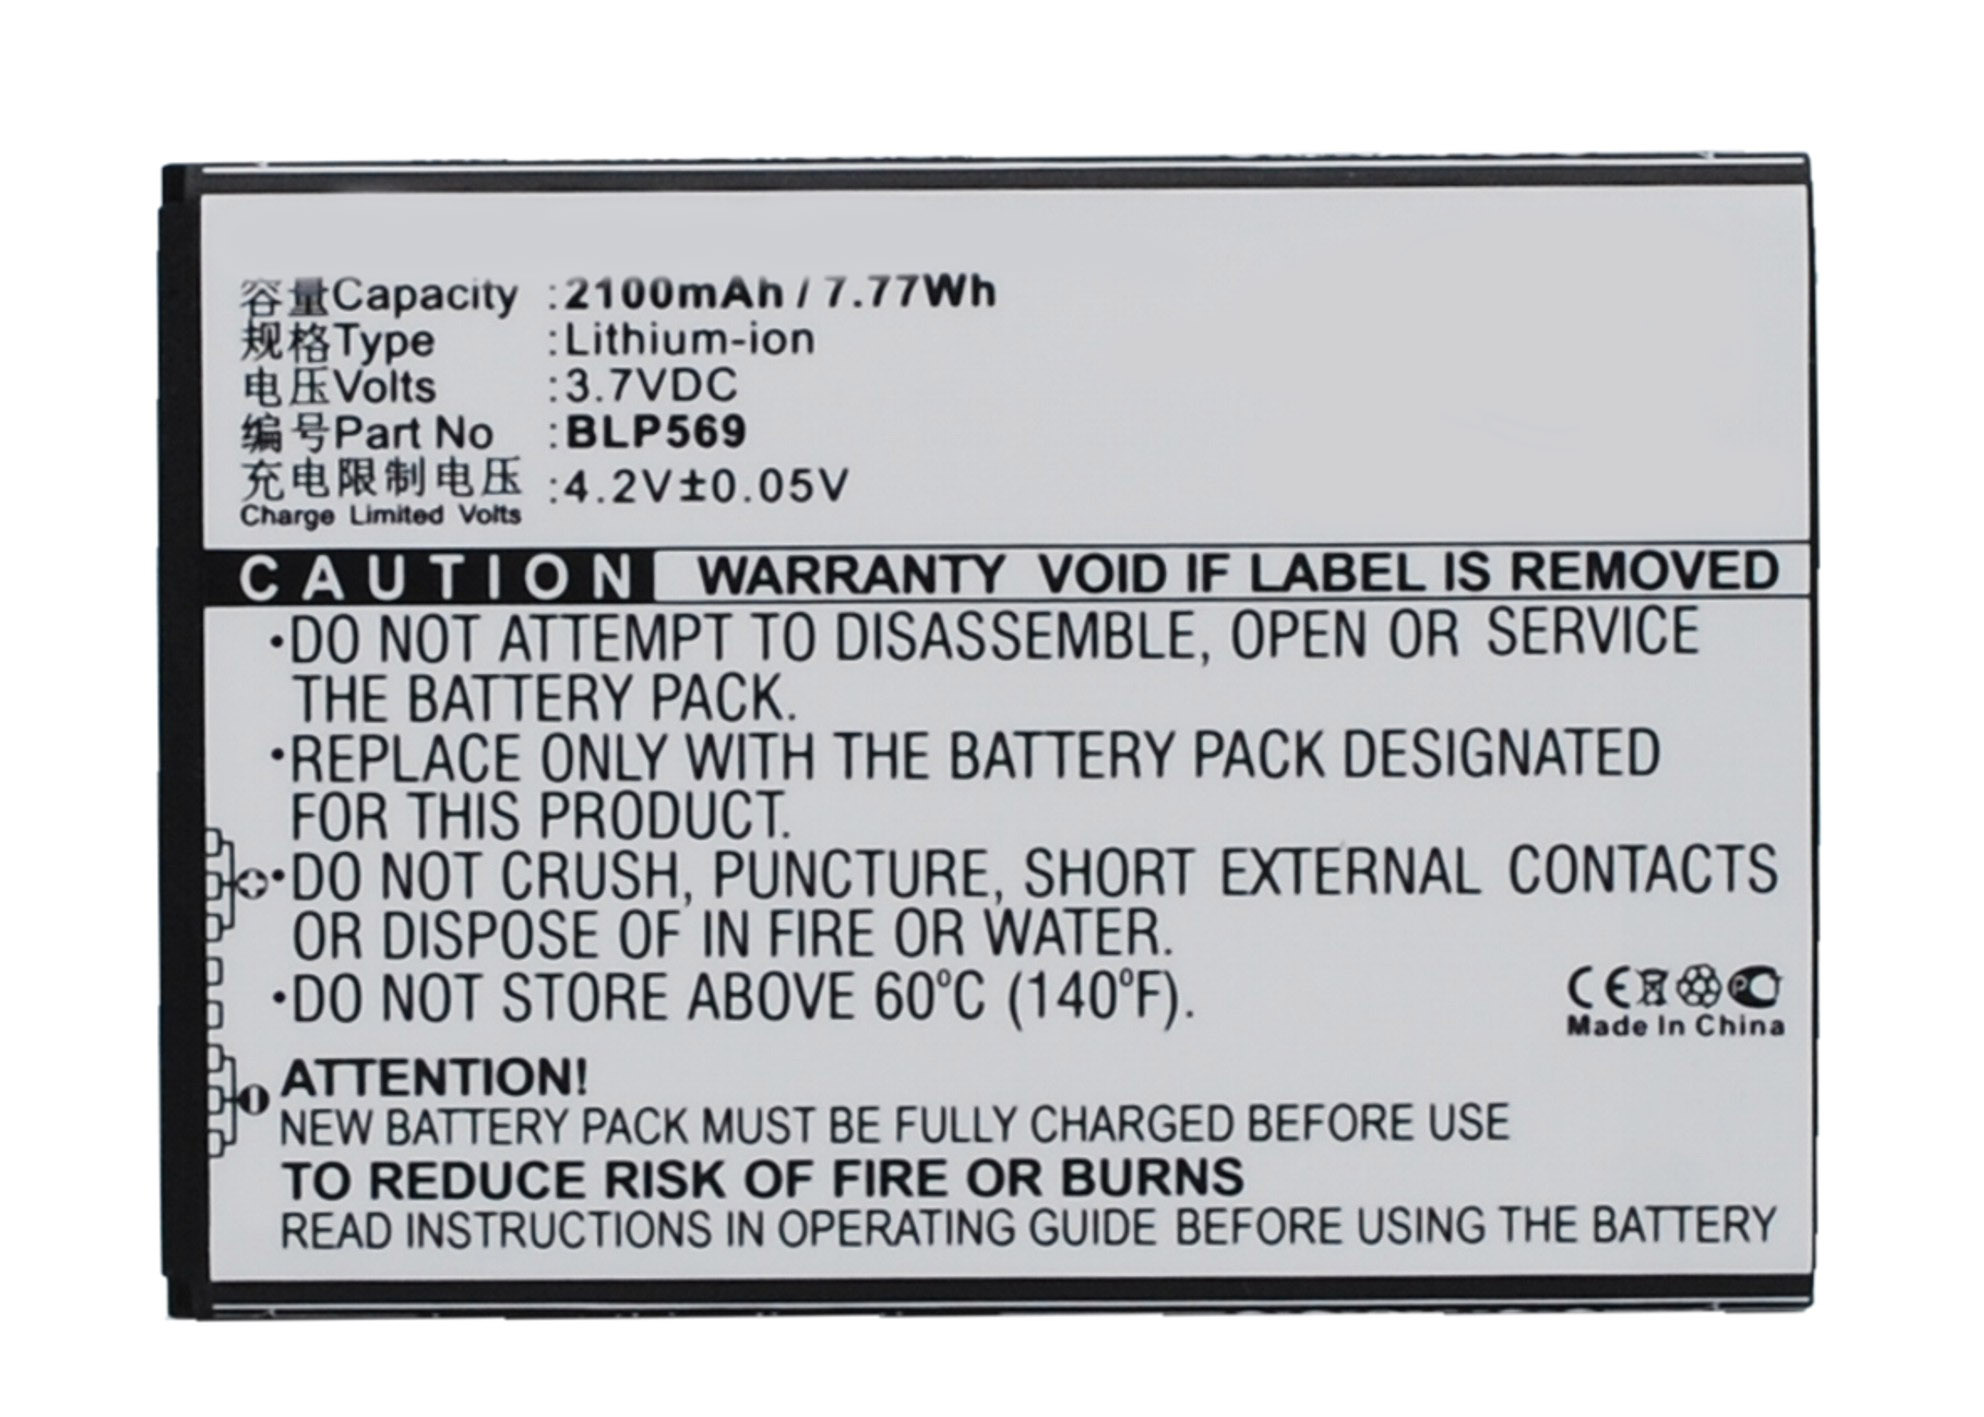 容量Capacity :2100mAh / 7.77Wh
规格Type :Lithium-ion
电压Volts :3.7VDC
编号Part No :BLP569
充电限制电压 :4.2V±0.05V
Charge Limited Volts
CAUTION WARRANTY VOID IF LABEL IS REMOVED
•DO NOT ATTEMPT TO DISASSEMBLE, OPEN OR SERVICE
THE BATTERY PACK.
•REPLACE ONLY WITH THE BATTERY PACK DESIGNATED
FOR THIS PRODUCT.
•DO NOT CRUSH, PUNCTURE, SHORT EXTERNAL CONTACTS
OR DISPOSE OF IN FIRE OR WATER.
•DO NOT STORE ABOVE 60°C (140°F).
CE
Made In China
ATTENTION!
NEW BATTERY PACK MUST BE FULLY CHARGED BEFORE USE
TO REDUCE RISK OF FIRE OR BURNS
READ INSTRUCTIONS IN OPERATING GUIDE BEFORE USING THE BATTERY